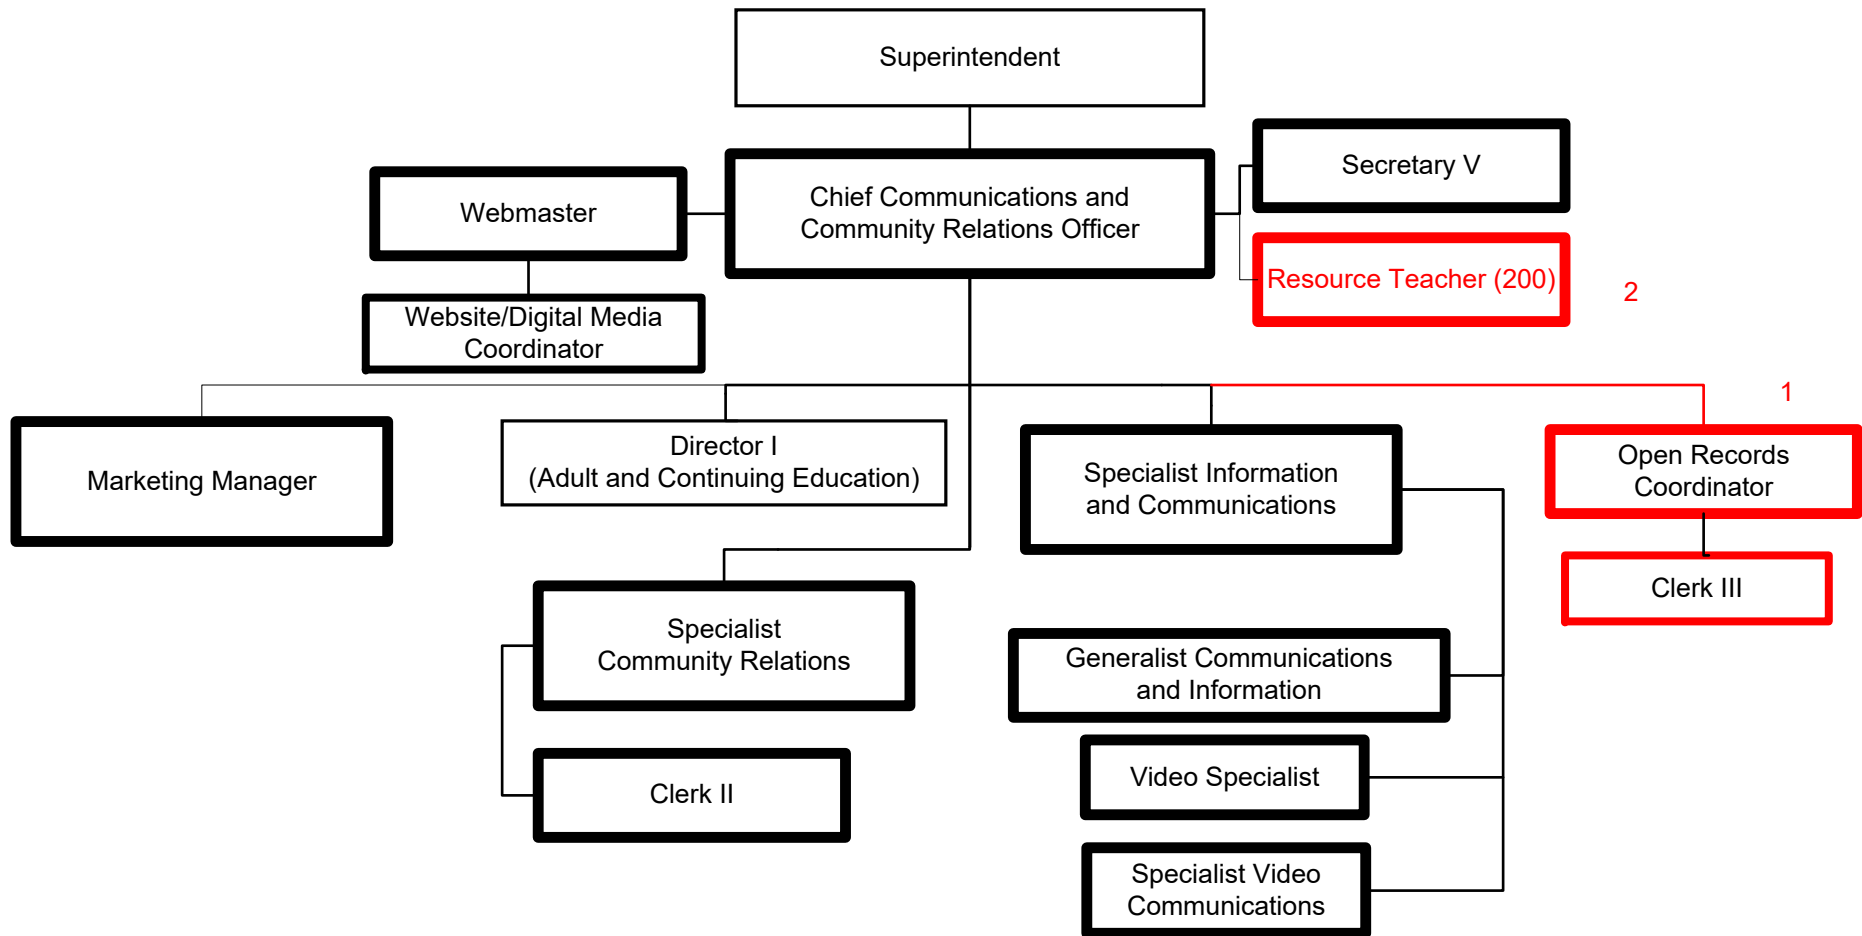 Superintendent
Chief Communications and
Community Relations Officer
Webmaster
Website/Digital Media
Coordinator
Secretary V
Resource Teacher (200)
2
1
Marketing Manager
Director I
(Adult and Continuing Education)
Specialist Information
and Communications
Open Records
Coordinator
Clerk III
Specialist
Community Relations
Clerk II
Generalist Communications
and Information
Video Specialist
Specialist Video
Communications